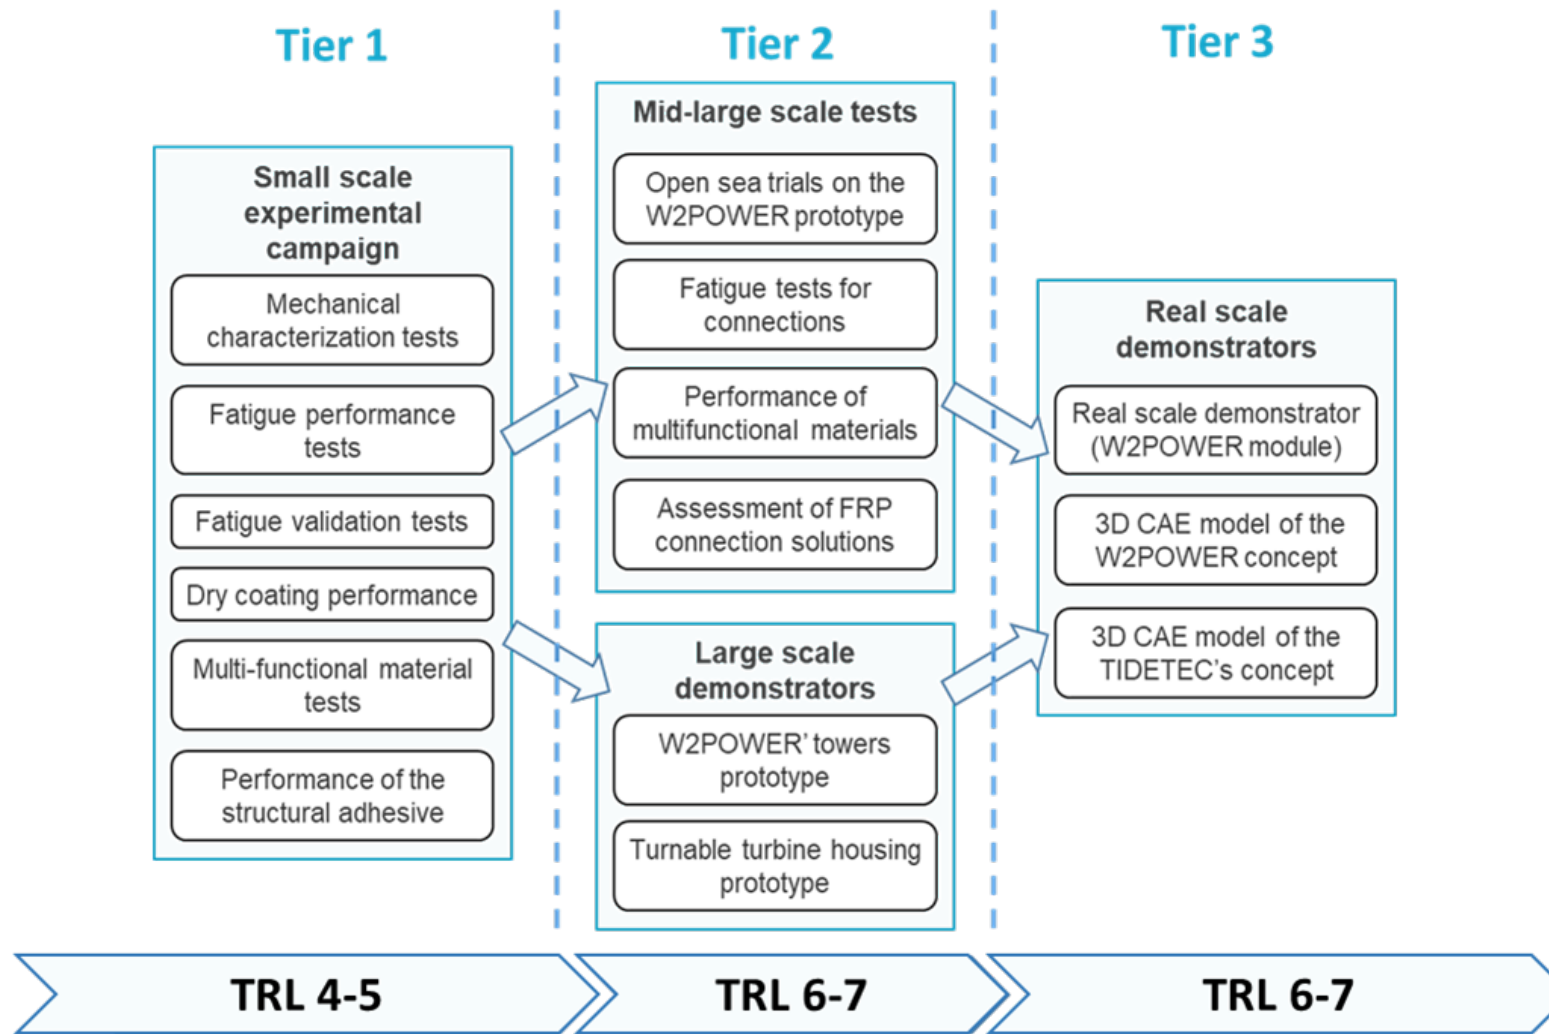 Tier 1
Small scale
experimental
campaign
Mechanical
characterization tests
Fatigue performance
tests
Fatigue validation tests
Dry coating performance
Multi-functional material
tests
Performance of the
structural adhesive
Tier 2
Mid-large scale tests
Open sea trials on the
W2POWER prototype
Fatigue tests for
connections
Performance of
multifunctional materials
Assessment of FRP
connection solutions
Large scale
demonstrators
W2POWER’ towers
prototype
Turnable turbine housing
prototype
Tier 3
Real scale
demonstrators
Real scale demonstrator
(W2POWER module)
3D CAE model of the
W2POWER concept
3D CAE model of the
TIDETEC’s concept
TRL 4-5
TRL 6-7
TRL 6-7